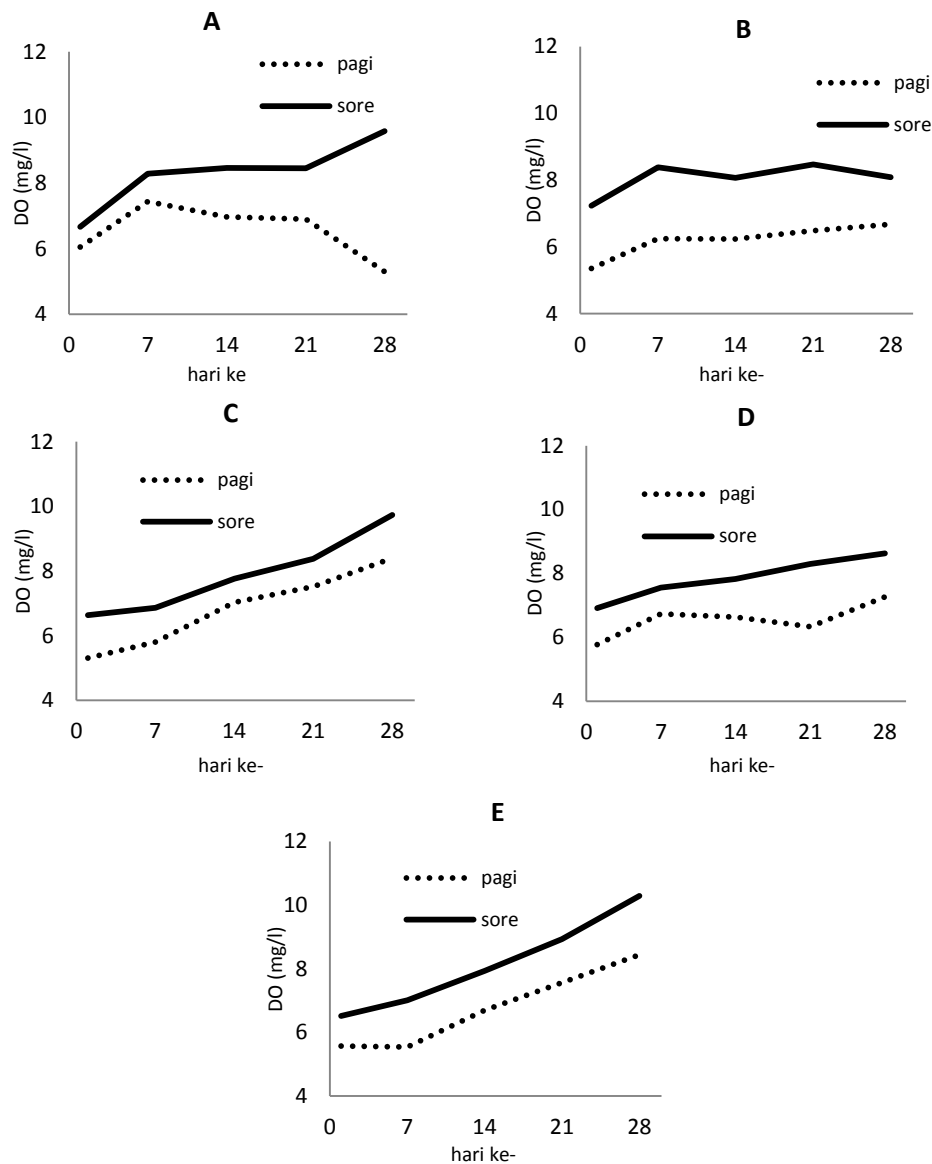 A
12
10
8
6
4
DO (mg/l)
pagi
sore
0 7 14 21 28
hari ke
B
12
10
8
6
4
DO (mg/l)
pagi
sore
0 7 14 21 28
hari ke-
C
12
10
8
6
4
DO (mg/l)
pagi
sore
0 7 14 21 28
hari ke-
D
12
10
8
6
4
DO (mg/l)
pagi
sore
0 7 14 21 28
hari ke-
E
12
10
8
6
4
DO (mg/l)
pagi
sore
0 7 14 21 28
hari ke-